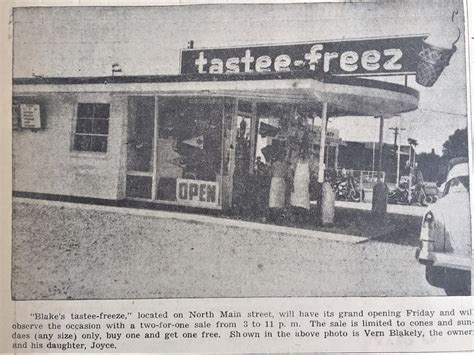 tastee-freez
OPEN
"Blake's tastee-freeze," located on North Main street, will have its grand opening Friday and will
observe the occasion with a two-for-one sale from 3 to 11 p. m. The sale is limited to cones and sun-
daes (any size) only, buy one and get one free. Shown in the above photo is Vern Blakely, the owner
and his daughter, Joyce.